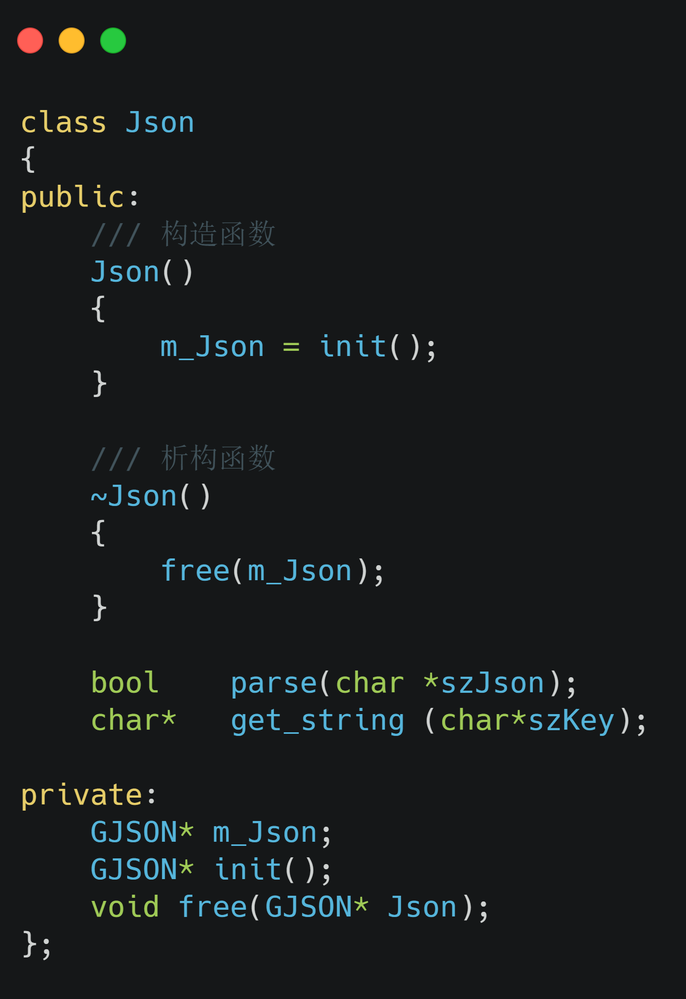 class Json
{
public:
    /// 构造函数
    Json()
    {
        m_Json = init();
    }

    /// 析构函数
    ~Json()
    {
        free(m_Json);
    }

    bool    parse(char *szJson);
    char*   get_string (char*szKey);

private:
    GJSON* m_Json;
    GJSON* init();
    void free(GJSON* Json);
};